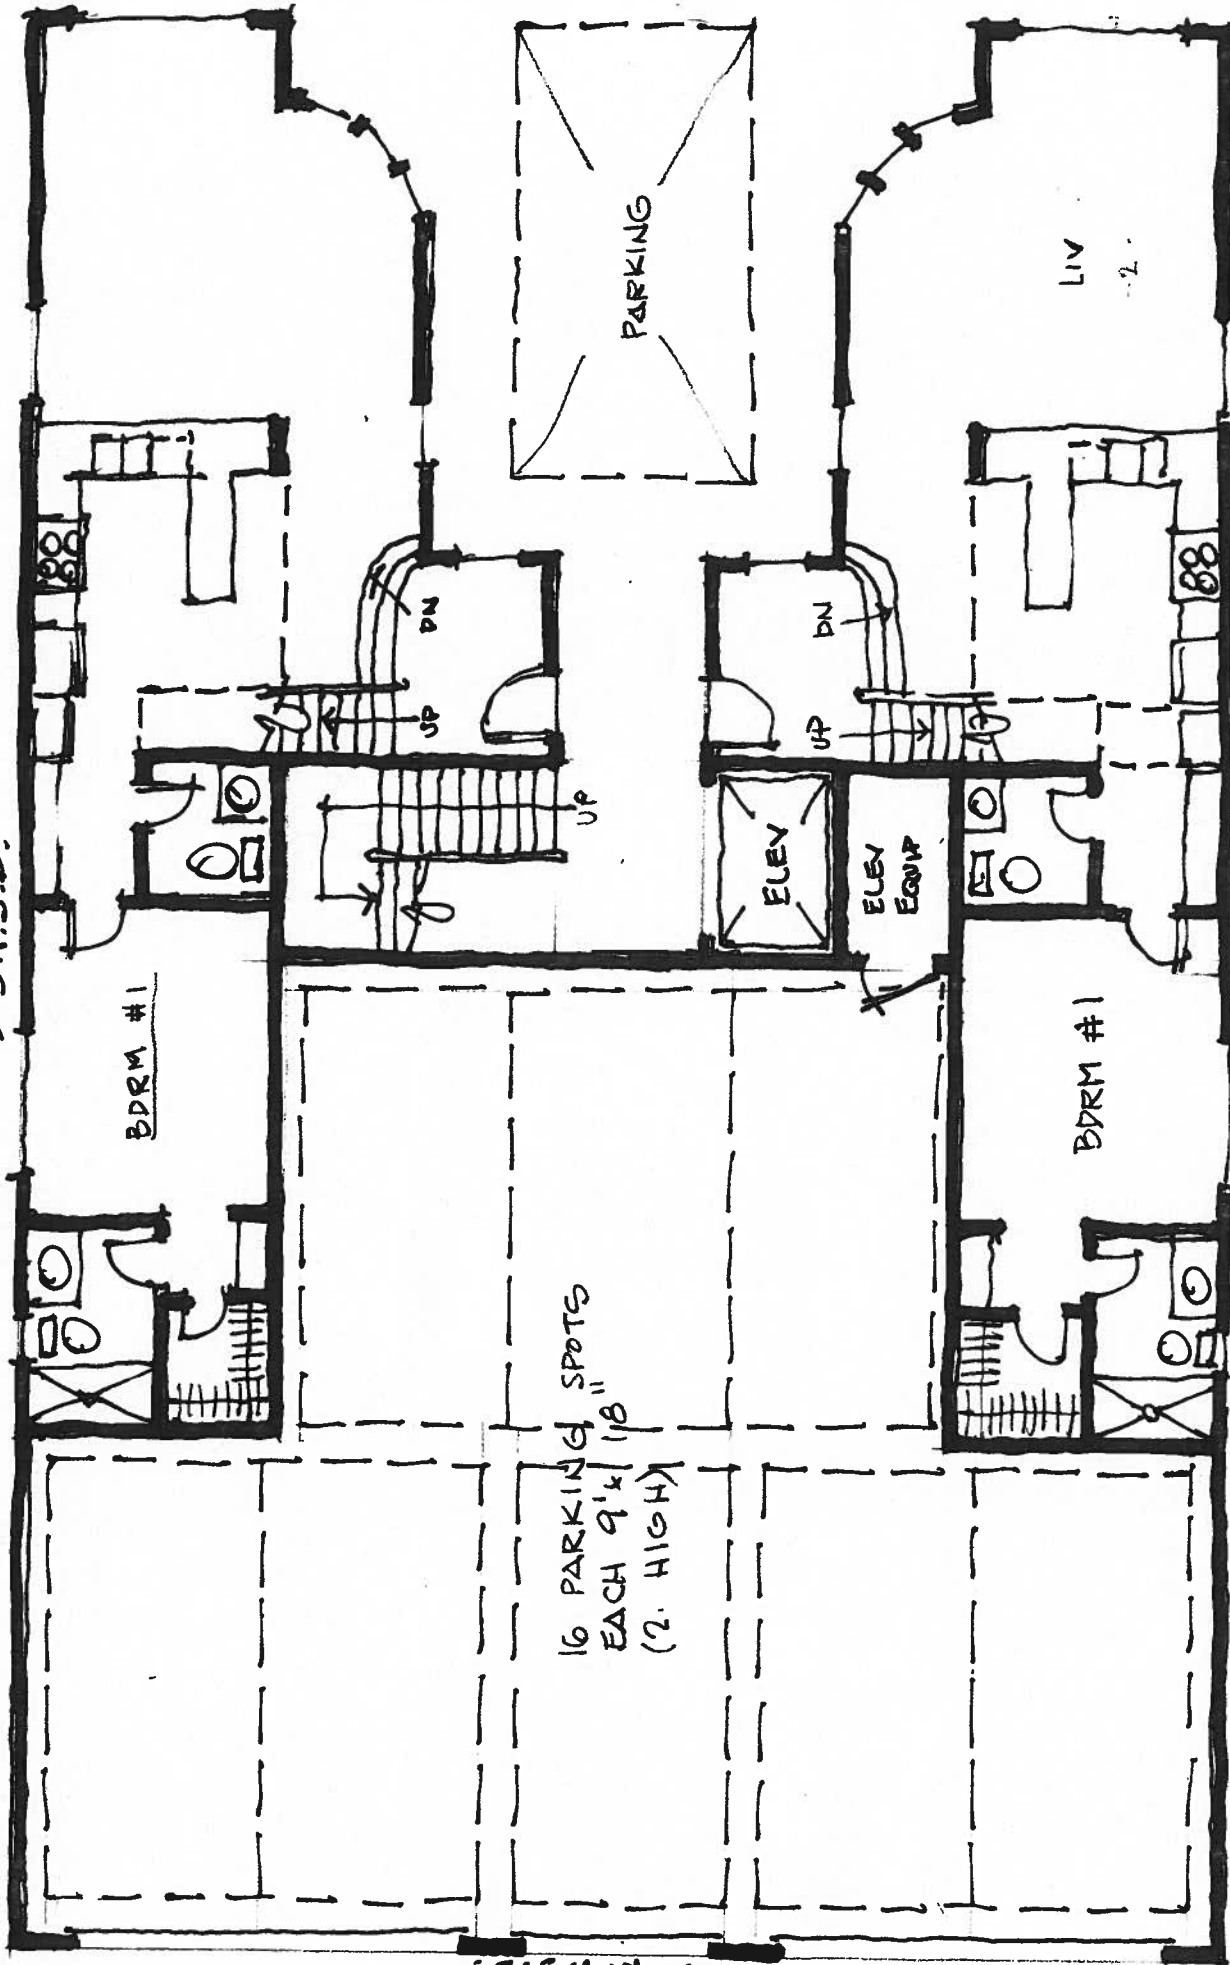 BDRM #1
UP
DN
UP
PARKING
16 PARKING SPOTS
EACH 9' x 18"
(2. HIGH)
ELEV
ELEV
EQUIP
UP
DN
LIV
2
BDRM #1